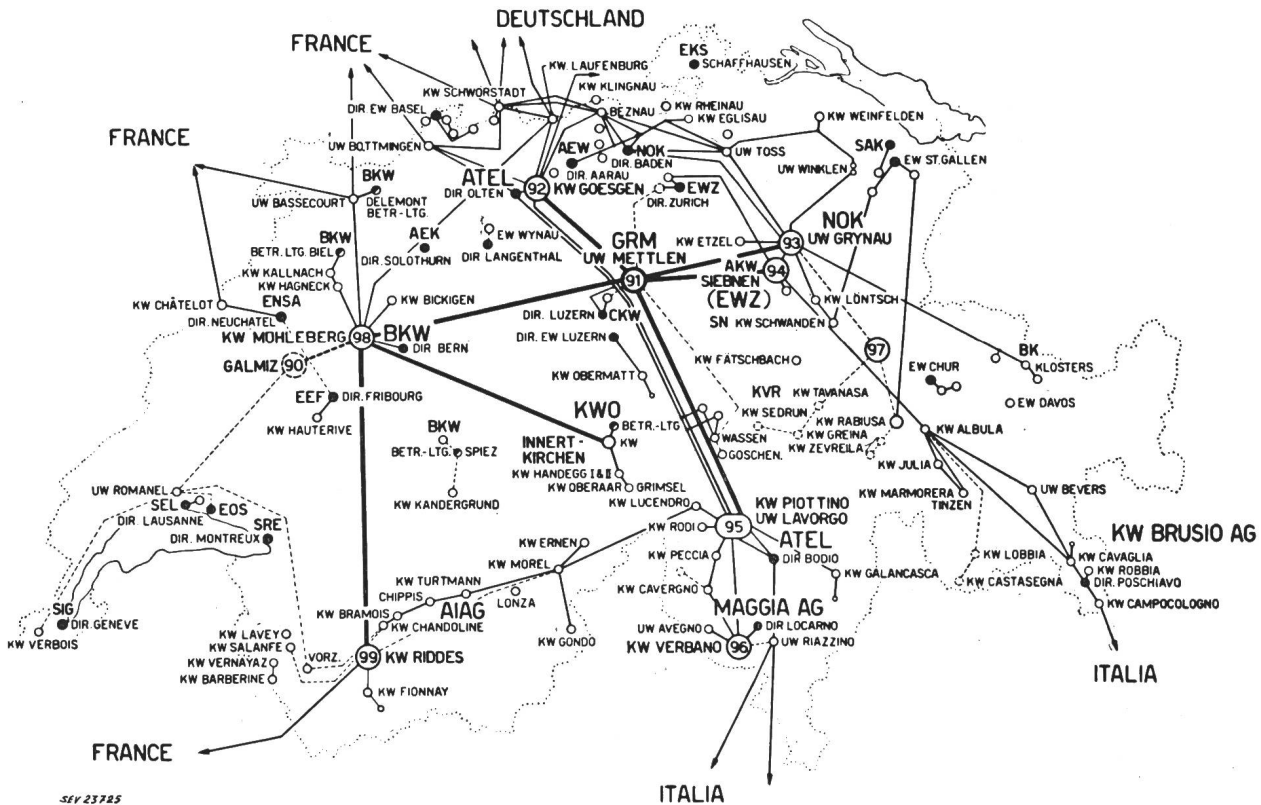 DEUTSCHLAND
FRANCE
EKS
SCHAFFHAUSEN
KW. LAUFENBURG
KW KLINGNAU
KW SCHWORSTADT
KW RHEINAU
KW EGLISAU
BEZNAU
DIR. EW BASEL
KW WEINFELDEN
FRANCE
UW BOTTMINGEN
AEW
NOK
DIR. BADEN
UW TOSS
SAK
EW ST. GALLEN
UW WINKLEN
DIR. AARAU
ATEL
DIR OLTEN
92
KW GOESGEN
EWZ
DIR. ZURICH
BKW
DELEMONT
BETR.-LTG.
UW BASSECOURT
NOK
UW GRYNAU
93
KW ETZEL
EW WYNAU
DIR LANGENTHAL
AEK
DIR. SOLOTHURN
BKW
BETR. LTG. BIEL
KW KALLNACH
KW HAGNECK
GRM
UW METTLEN
91
AKW
SIEBNEN
94
(EWZ)
KW LÖNTSCH
SN KW SCHWANDEN
KW CHÂTELOT
ENSA
DIR. NEUCHATEL
KW BICKIGEN
DIR. LUZERN
CKW
DIR. EW LUZERN
KW MÜHLEBERG
98
BKW
DIR BERN
97
BK
KLOSTERS
GALMIZ
90
KW FÄTSCHBACH
EW CHUR
EW DAVOS
KW OBERMATT
EEF
DIR. FRIBOURG
KW HAUTERIVE
KVR
KW TAVANASA
KW SEDRUN
KW RABIUSA
KW GREINA
KW ZEVREILA
KW ALBULA
KWO
BETR.-LTG
KW
INNERT-
KIRCHEN
WASSEN
GOSCHEN.
BKW
BETR.-LTG. SPIEZ
KW HANDEGG I & II
KW OBERAAR
GRIMSEL
KW JULIA
KW KANDERGRUND
KW MARMORERA
TINZEN
UW BEVERS
UW ROMANEL
SEL
EOS
DIR. LAUSANNE
SRE
DIR. MONTREUX
KW LUCENDRO
KW PIOTTINO
UW LAVORGO
95
KW RODI
ATEL
DIR BODIO
KW BRUSIO AG
KW ERNEN
KW MOREL
KW PECCIA
KW LOBBIA
KW CASTASEGNA
KW CAVAGLIA
KW ROBBIA
DIR. POSCHIAVO
KW CAMPOCOLOGNO
KW GALANCASCA
KW TURTMANN
CHIPPIS
LONZA
KW CAVERGNO
MAGGIA AG
DIR LOCARNO
AIAG
KW BRAMOIS
KW CHANDOLINE
SIG
DIR. GENEVE
KW VERBOIS
KW GONDO
UW AVEGNO
KW VERBANO
96
UW RIAZZINO
KW LAVEY
KW SALANFE
KW VERNAYAZ
KW BARBERINE
VORZ.
99
KW RIDDES
KW FIONNAY
ITALIA
FRANCE
ITALIA
SEV 23725